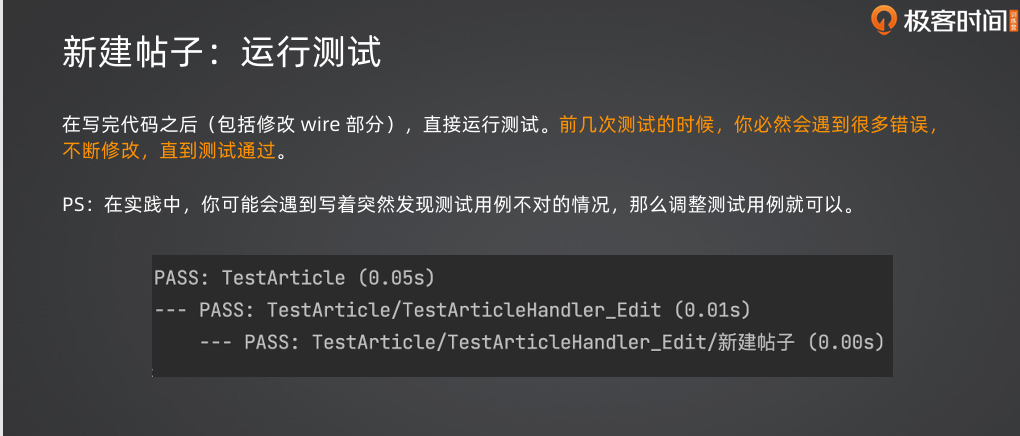 极客时间
训练营
新建帖子：运行测试
在写完代码之后（包括修改 wire 部分），直接运行测试。前几次测试的时候，你必然会遇到很多错误，
不断修改，直到测试通过。
PS：在实践中，你可能会遇到写着突然发现测试用例不对的情况，那么调整测试用例就可以。
PASS: TestArticle (0.05s)
--- PASS: TestArticle/TestArticleHandler_Edit (0.01s)
--- PASS: TestArticle/TestArticleHandler_Edit/新建帖子 (0.00s)